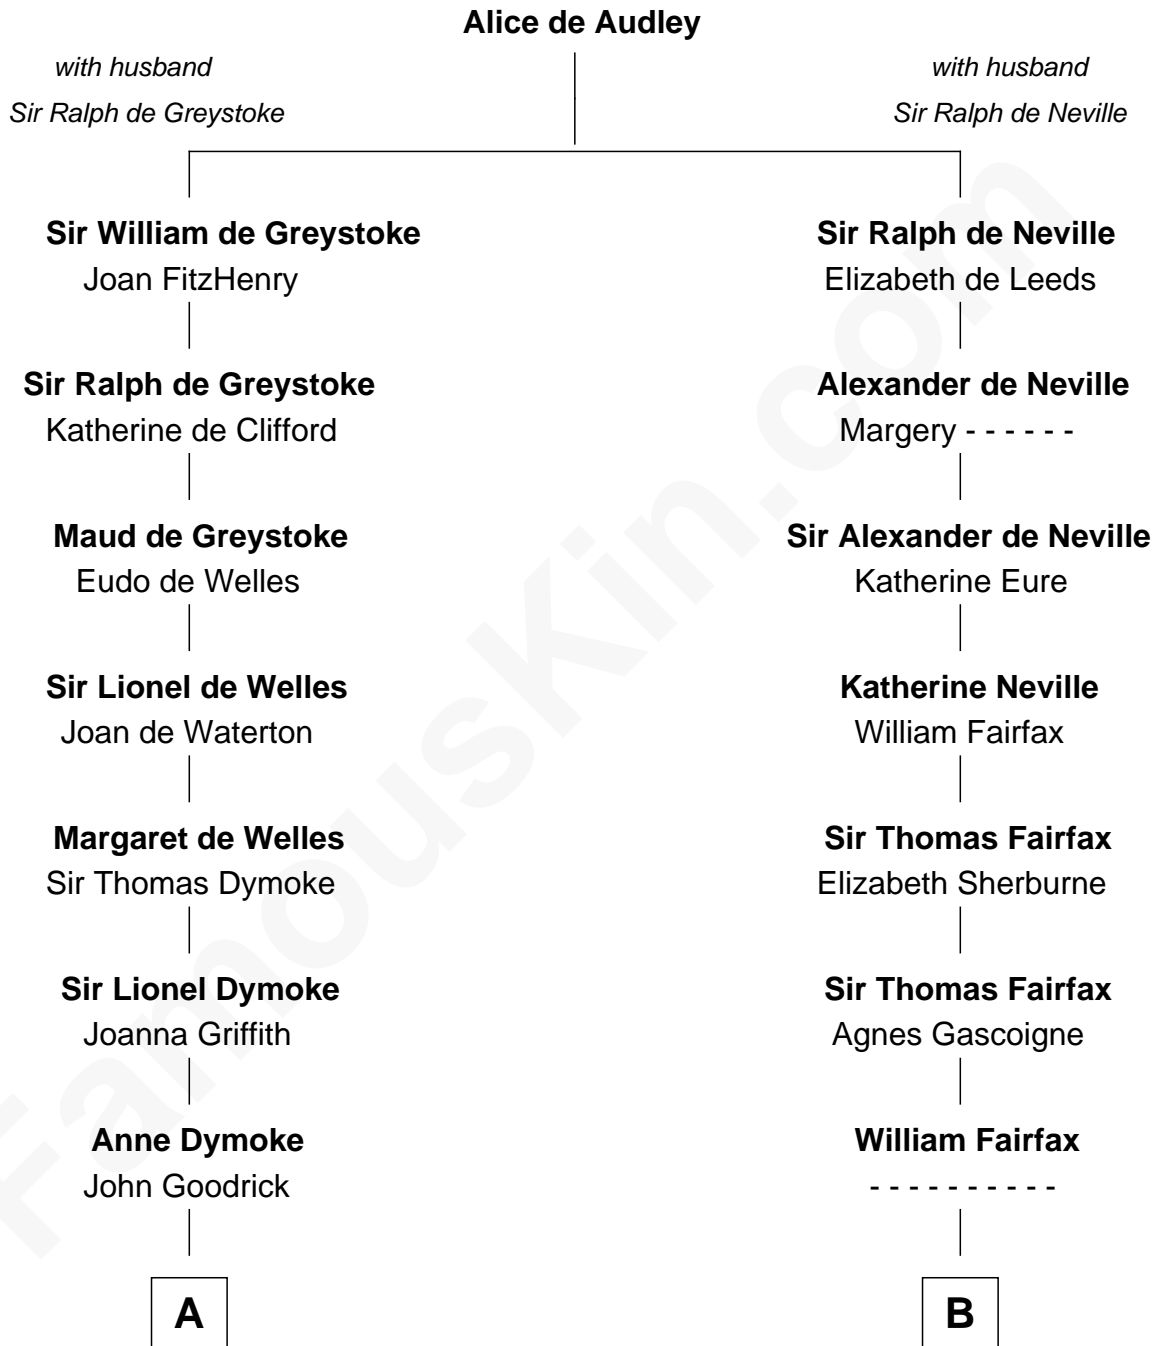 Alice de Audley
with husband
Sir Ralph de Greystoke
with husband
Sir Ralph de Neville
Sir William de Greystoke
Joan FitzHenry
Sir Ralph de Neville
Elizabeth de Leeds
Sir Ralph de Greystoke
Katherine de Clifford
Alexander de Neville
Margery - - - - - -
Maud de Greystoke
Eudo de Welles
Sir Alexander de Neville
Katherine Eure
Sir Lionel de Welles
Joan de Waterton
Katherine Neville
William Fairfax
Margaret de Welles
Sir Thomas Dymoke
Sir Thomas Fairfax
Elizabeth Sherburne
Sir Lionel Dymoke
Joanna Griffith
Sir Thomas Fairfax
Agnes Gascoigne
Anne Dymoke
John Goodrick
William Fairfax
- - - - - - - - - -
A
B
FamousKin.com